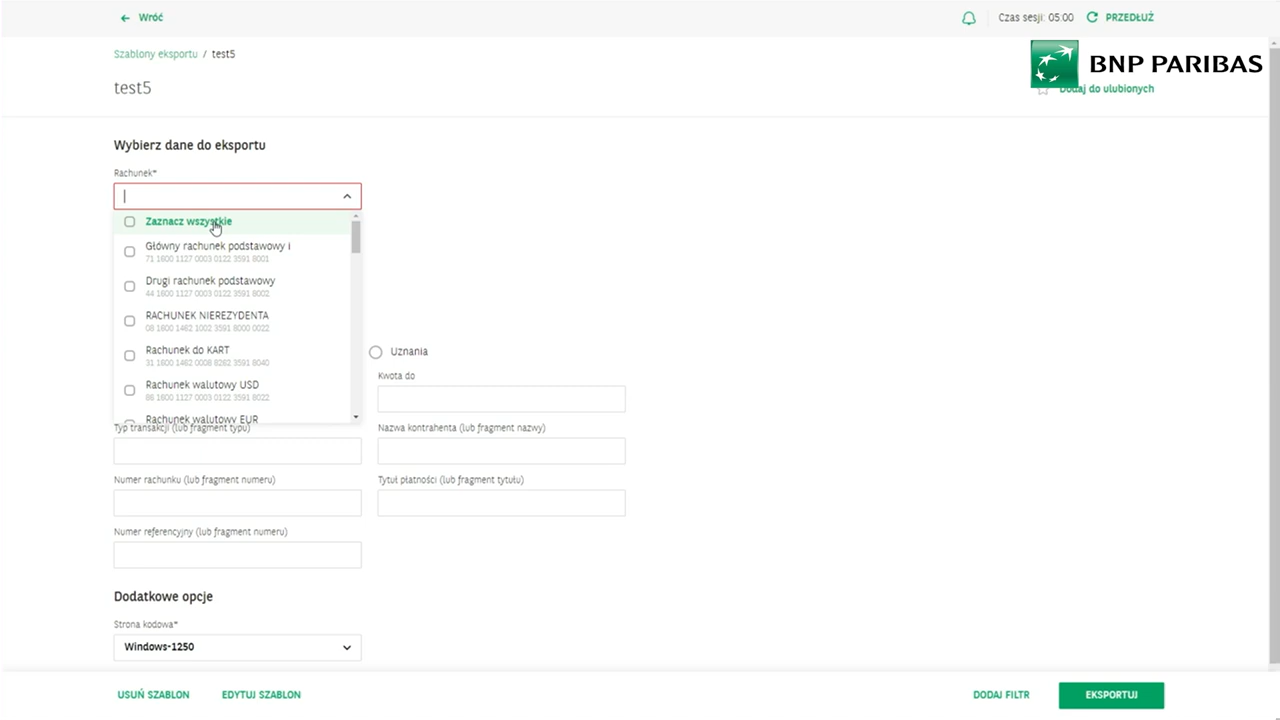 Wróć
Czas sesji: 05:00 PRZEDŁUŻ
Szablony eksportu / test5
BNP PARIBAS
test5
Dodaj do ulubionych
Wybierz dane do eksportu
Rachunek*
Zaznacz wszystkie
Główny rachunek podstawowy i
71 1600 1127 0003 0122 3591 8001
Drugi rachunek podstawowy
44 1600 1127 0003 0122 3591 8002
RACHUNEK NIEREZYDENTA
08 1600 1462 1002 3591 8000 0022
Rachunek do KART
31 1600 1462 0008 8262 3591 8040
Rachunek walutowy USD
86 1600 1127 0003 0122 3591 8022
Rachunek walutowy EUR
Uznania
Kwota do
Typ transakcji (lub fragment typu) Nazwa kontrahenta (lub fragment nazwy)
Numer rachunku (lub fragment numeru) Tytuł płatności (lub fragment tytułu)
Numer referencyjny (lub fragment numeru)
Dodatkowe opcje
Strona kodowa*
Windows-1250
USUŃ SZABLON EDYTUJ SZABLON DODAJ FILTR EKSPORTUJ